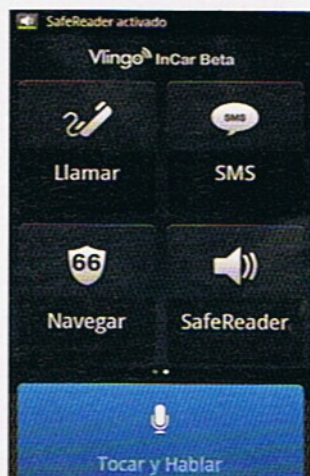 SafeReader activado
Vlingo InCar Beta
Llamar
SMS
SMS
66
Navegar
SafeReader
Tocar y Hablar